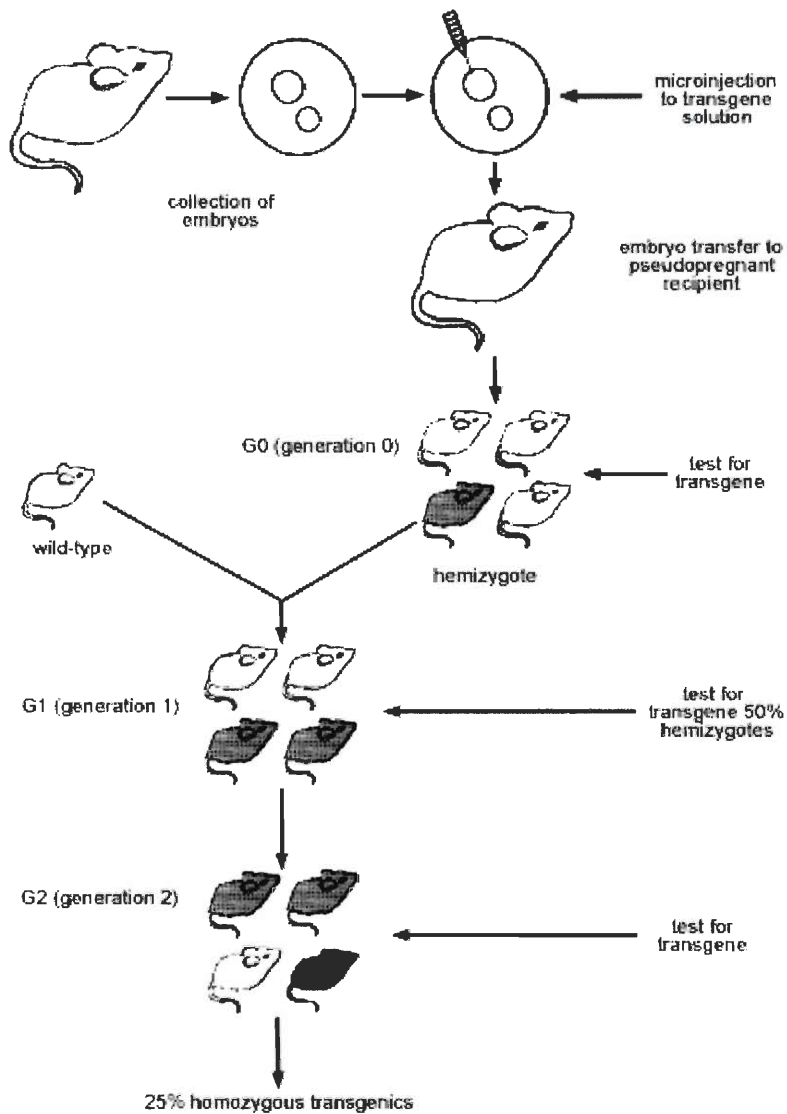 microinjection
to transgene
solution
collection of
embryos
embryo transfer to
pseudopregnant
recipient
G0 (generation 0)
test for
transgene
wild-type
hemizygote
G1 (generation 1)
test for
transgene 50%
hemizygotes
G2 (generation 2)
test for
transgene
25% homozygous transgenics